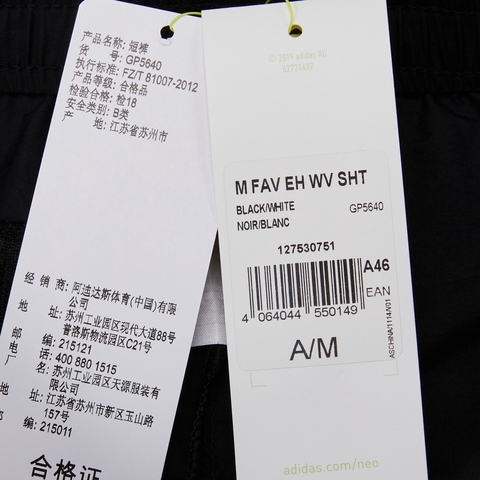 产品名称: 短裤
货 号: GP5640
执行标准: FZ/T 81007-2012
产品等级: 合格品
检验合格: 检18
安全类别: B类
产 地: 江苏省苏州市
经 销 商: 阿迪达斯体育(中国)有限公司
地 址: 苏州工业园区现代大道88号
普洛斯物流园区C21号
邮 编: 215121
电 话: 400 880 1515
厂 名: 苏州工业园区天源服装有
限公司
地 址: 江苏省苏州市新区玉山路
157号
邮 编: 215011
合格证
© 2019 adidas AG
M FAV EH WV SHT
BLACK/WHITE GP5640
NOIR/BLANC
127530751
A46
EAN
4 064044 550149
A/M
ASCHINA/1114/Y01
adidas.com/neo